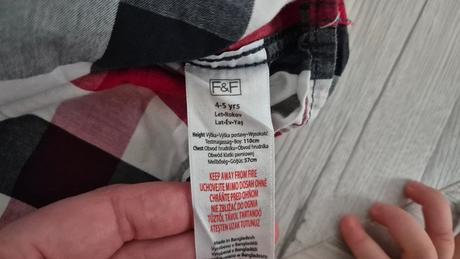 F&F
4-5 yrs
Let•Rokov
Lat•Év•Yaş
Height Výška•Výška postavy•Wysokość
Testmagasság•Boy: 110cm
Chest Obvod hrudníku•Obvod hrudníka
Obwód klatki piersiowej
Mellbőség•Göğüs: 57cm
KEEP AWAY FROM FIRE
UCHOVEJTE MIMO DOSAH OHNĚ
CHRÁŇTE PRED OHŇOM
NIE ZBLIŻAĆ DO OGNIA
TŰZTŐL TÁVOL TARTANDÓ
ATEŞTEN UZAK TUTUNUZ
Made in Bangladesh